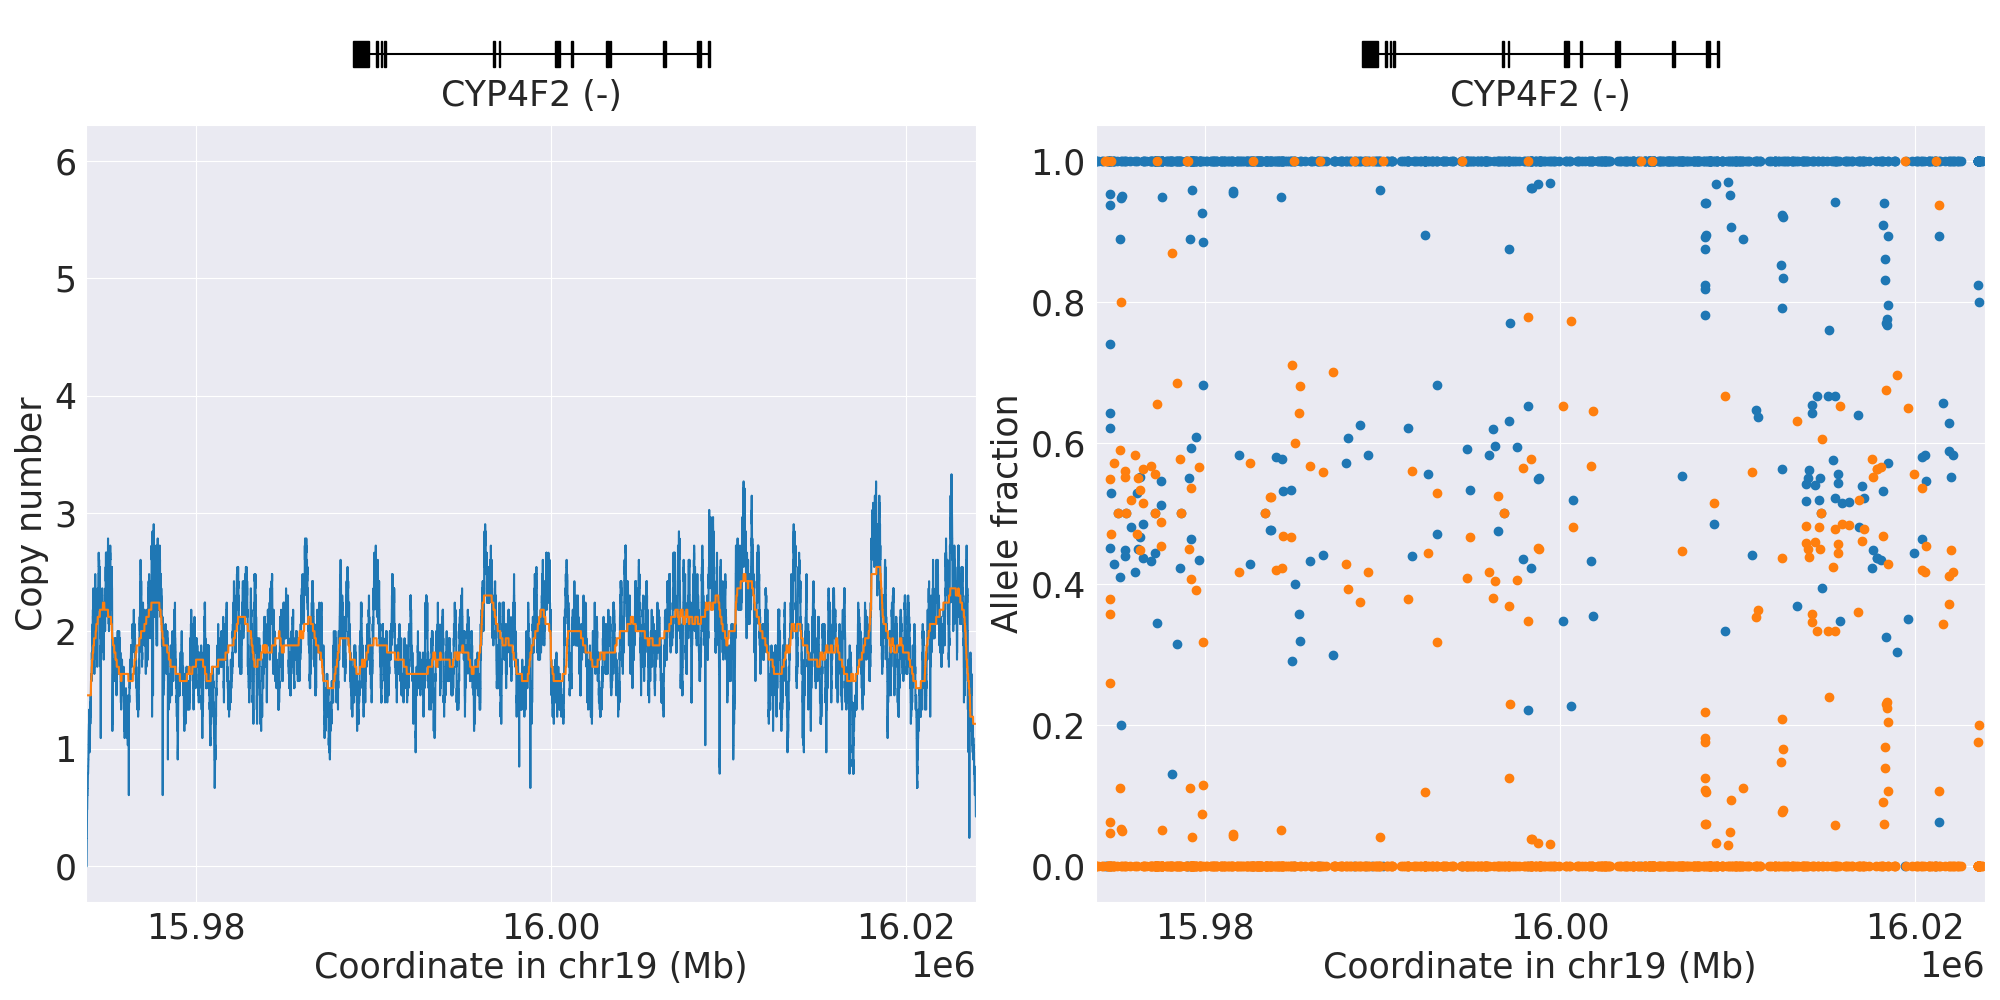 CYP4F2 (-)
6
5
4
3
2
1
0
Copy number
15.98
16.00
16.02
Coordinate in chr19 (Mb)
1e6
CYP4F2 (-)
1.0
0.8
0.6
0.4
0.2
0.0
Allele fraction
15.98
16.00
16.02
Coordinate in chr19 (Mb)
1e6